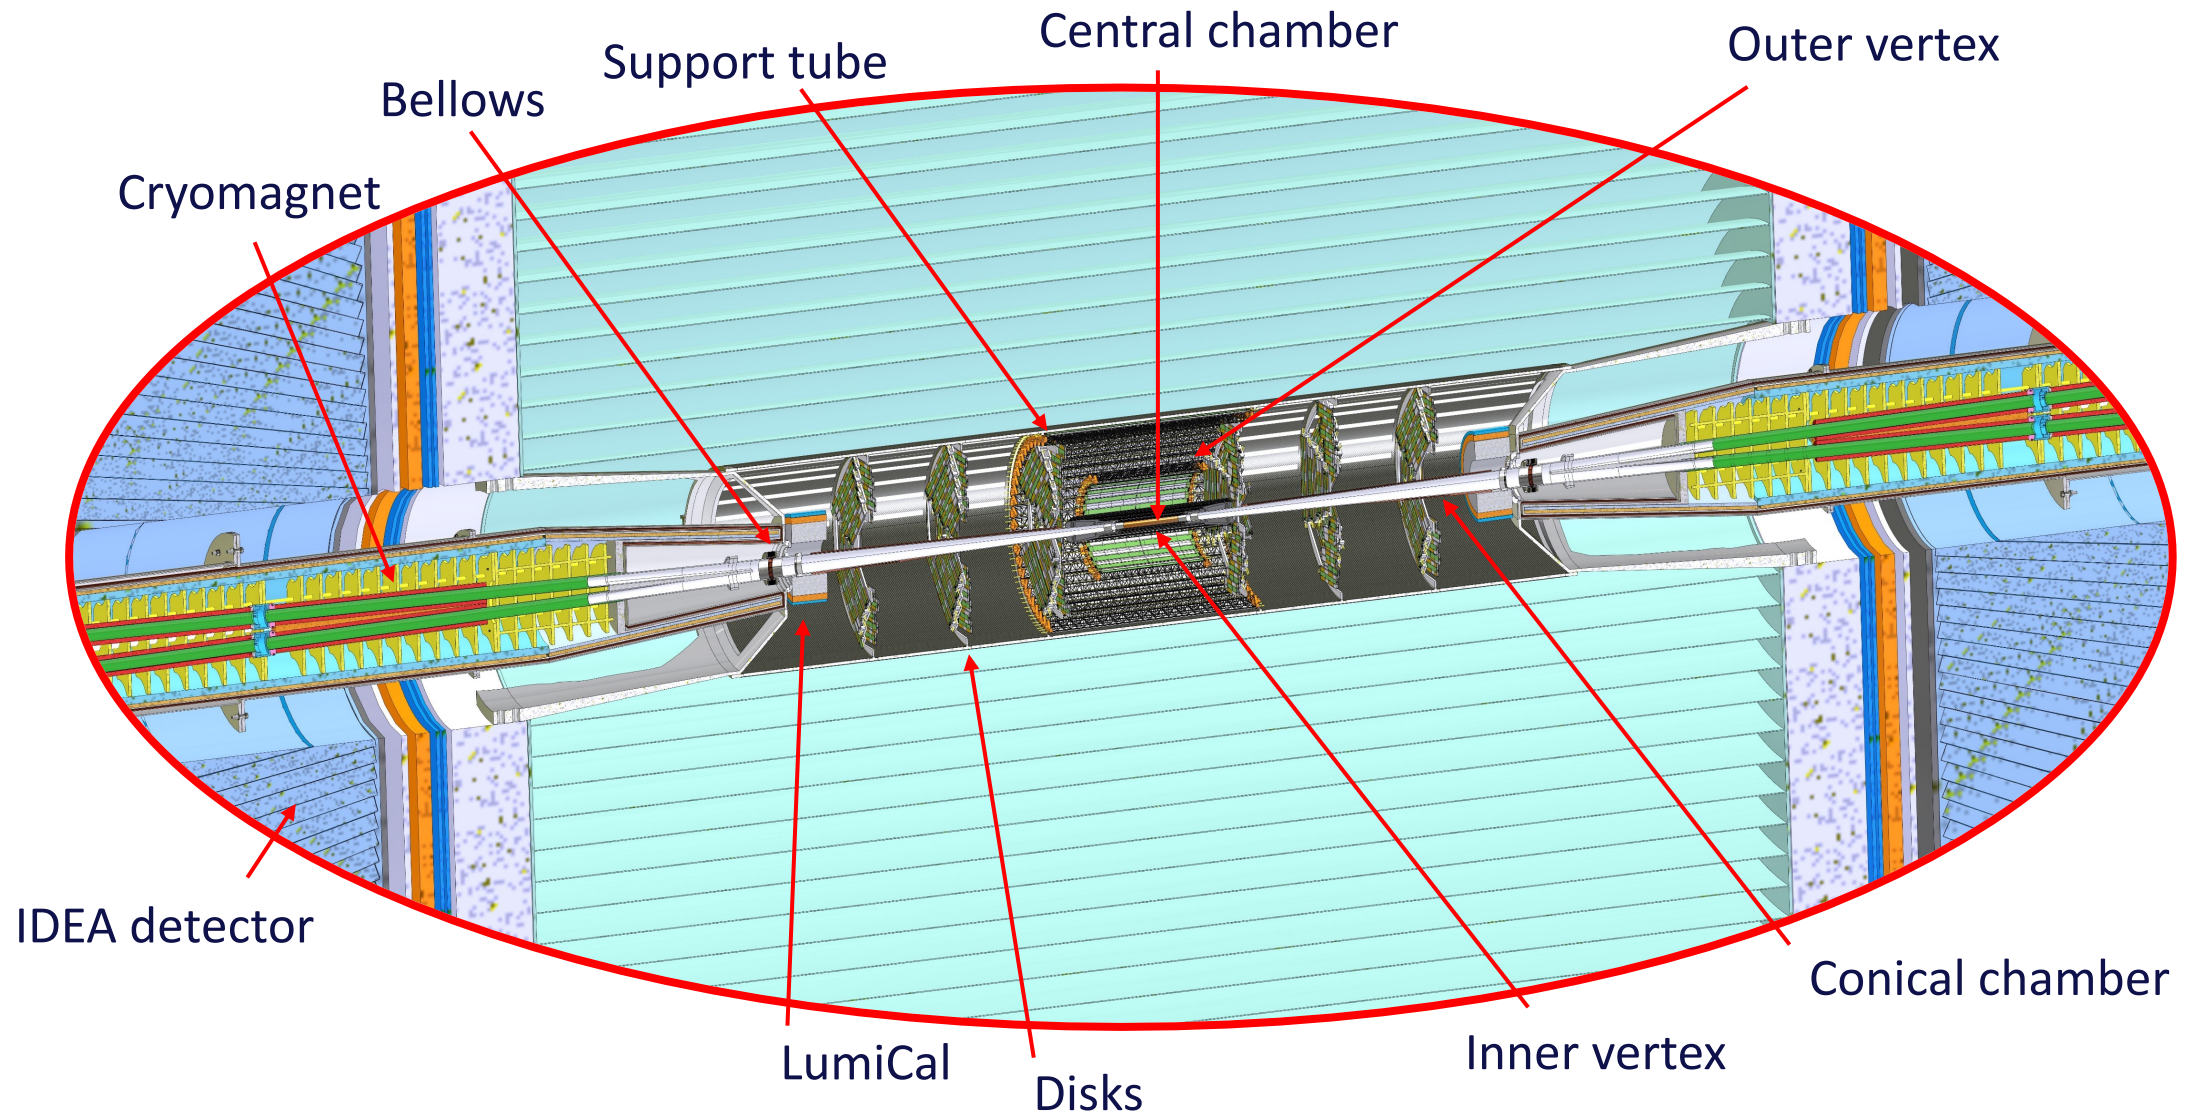 Central chamber
Outer vertex
Support tube
Bellows
Cryomagnet
IDEA detector
Conical chamber
Inner vertex
LumiCal
Disks